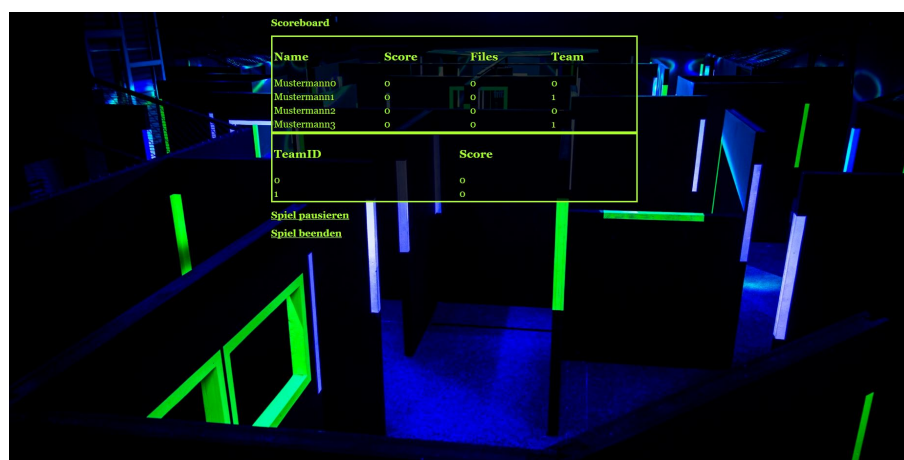 Scoreboard
Name Score Files Team
Mustermann0 0 0 0
Mustermann1 0 0 1
Mustermann2 0 0 0
Mustermann3 0 0 1
TeamID Score
0 0
1 0
Spiel pausieren
Spiel beenden